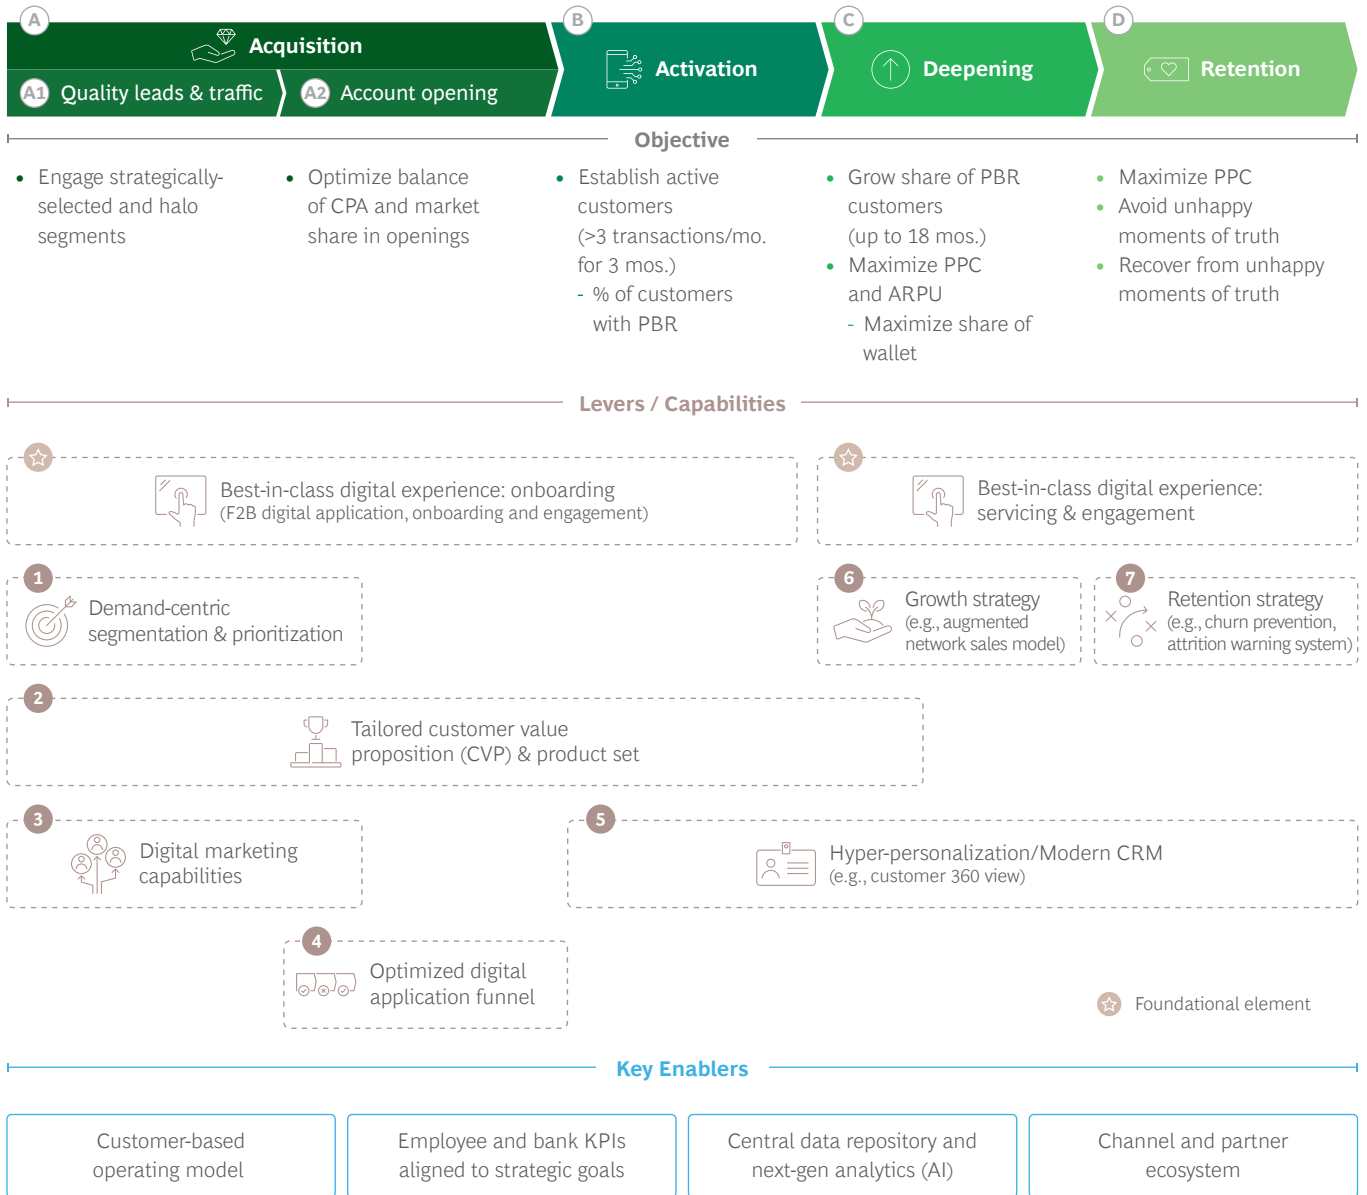 A
Acquisition
A1 Quality leads & traffic
A2 Account opening
B
Activation
C
Deepening
D
Retention
Objective
• Engage strategically-
selected and halo
segments
• Optimize balance
of CPA and market
share in openings
• Establish active
customers
(>3 transactions/mo.
for 3 mos.)
- % of customers
with PBR
• Grow share of PBR
customers
(up to 18 mos.)
• Maximize PPC
and ARPU
- Maximize share of
wallet
• Maximize PPC
• Avoid unhappy
moments of truth
• Recover from unhappy
moments of truth
Levers / Capabilities
Best-in-class digital experience: onboarding
(F2B digital application, onboarding and engagement)
Best-in-class digital experience:
servicing & engagement
1
Demand-centric
segmentation & prioritization
6
Growth strategy
(e.g., augmented
network sales model)
7
Retention strategy
(e.g., churn prevention,
attrition warning system)
2
Tailored customer value
proposition (CVP) & product set
3
Digital marketing
capabilities
5
Hyper-personalization/Modern CRM
(e.g., customer 360 view)
4
Optimized digital
application funnel
Foundational element
Key Enablers
Customer-based
operating model
Employee and bank KPIs
aligned to strategic goals
Central data repository and
next-gen analytics (AI)
Channel and partner
ecosystem